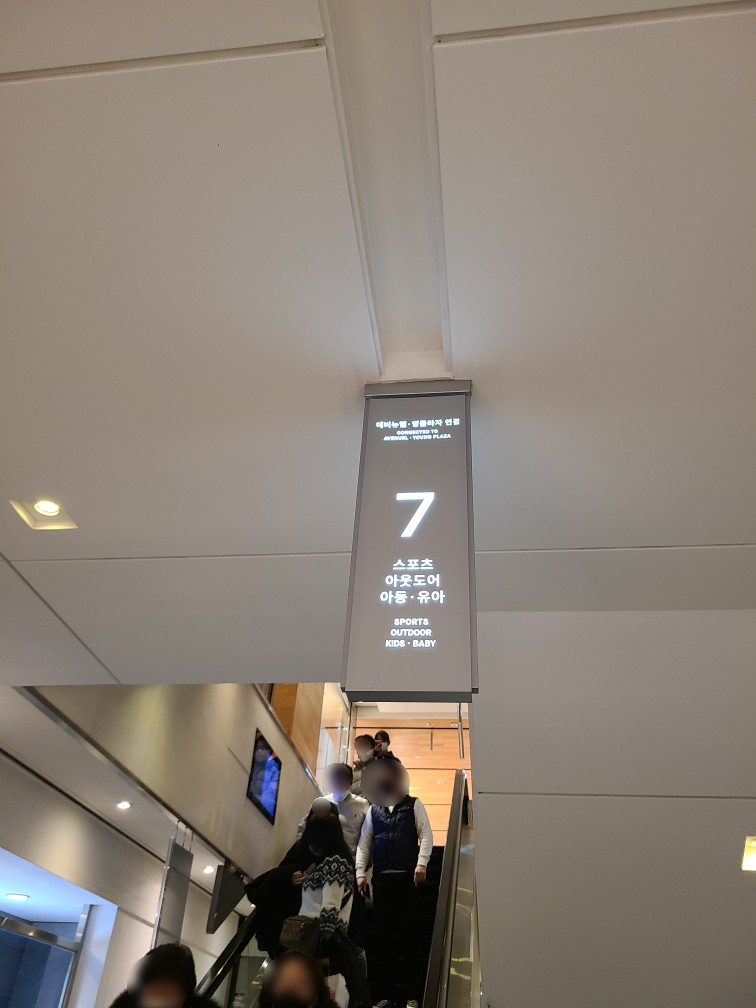 에비뉴엘·영플라자 연결
CONNECTED TO
AVENUEL · YOUNG PLAZA
7
스포츠
아웃도어
아동·유아
SPORTS
OUTDOOR
KIDS · BABY